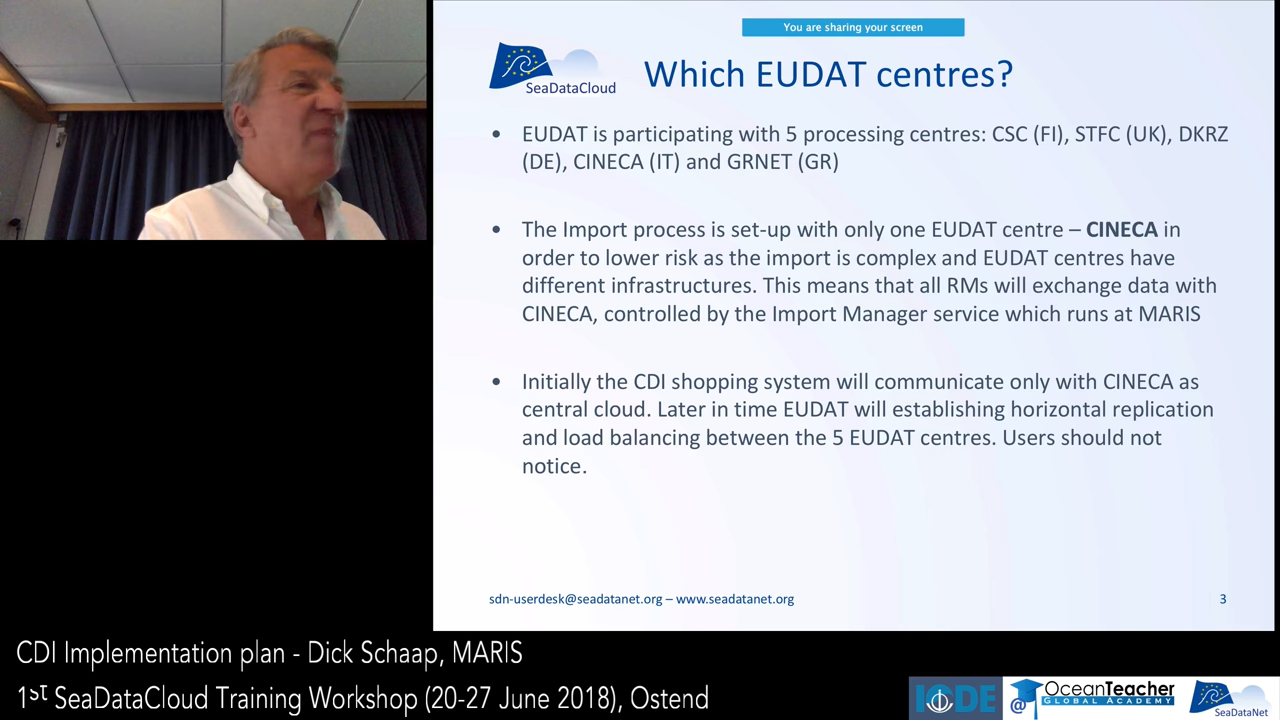 You are sharing your screen
SeaDataCloud
Which EUDAT centres?
• EUDAT is participating with 5 processing centres: CSC (FI), STFC (UK), DKRZ
(DE), CINECA (IT) and GRNET (GR)
• The Import process is set-up with only one EUDAT centre – CINECA in
order to lower risk as the import is complex and EUDAT centres have
different infrastructures. This means that all RMs will exchange data with
CINECA, controlled by the Import Manager service which runs at MARIS
• Initially the CDI shopping system will communicate only with CINECA as
central cloud. Later in time EUDAT will establishing horizontal replication
and load balancing between the 5 EUDAT centres. Users should not
notice.
sdn-userdesk@seadatanet.org – www.seadatanet.org
3
CDI Implementation plan - Dick Schaap, MARIS
1st SeaDataCloud Training Workshop (20-27 June 2018), Ostend
IODE
@
OceanTeacher
GLOBAL ACADEMY
SeaDataNet